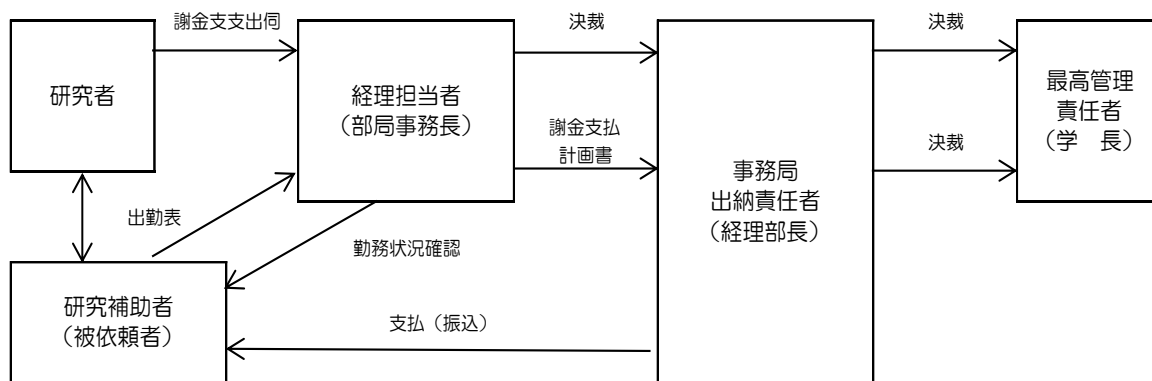 謝金支支出伺
決裁
決裁
研究者
経理担当者
（部局事務長）
最高管理
責任者
（学　長）
謝金支払
計画書
決裁
事務局
出納責任者
（経理部長）
出勤表
勤務状況確認
研究補助者
（被依頼者）
支払（振込）